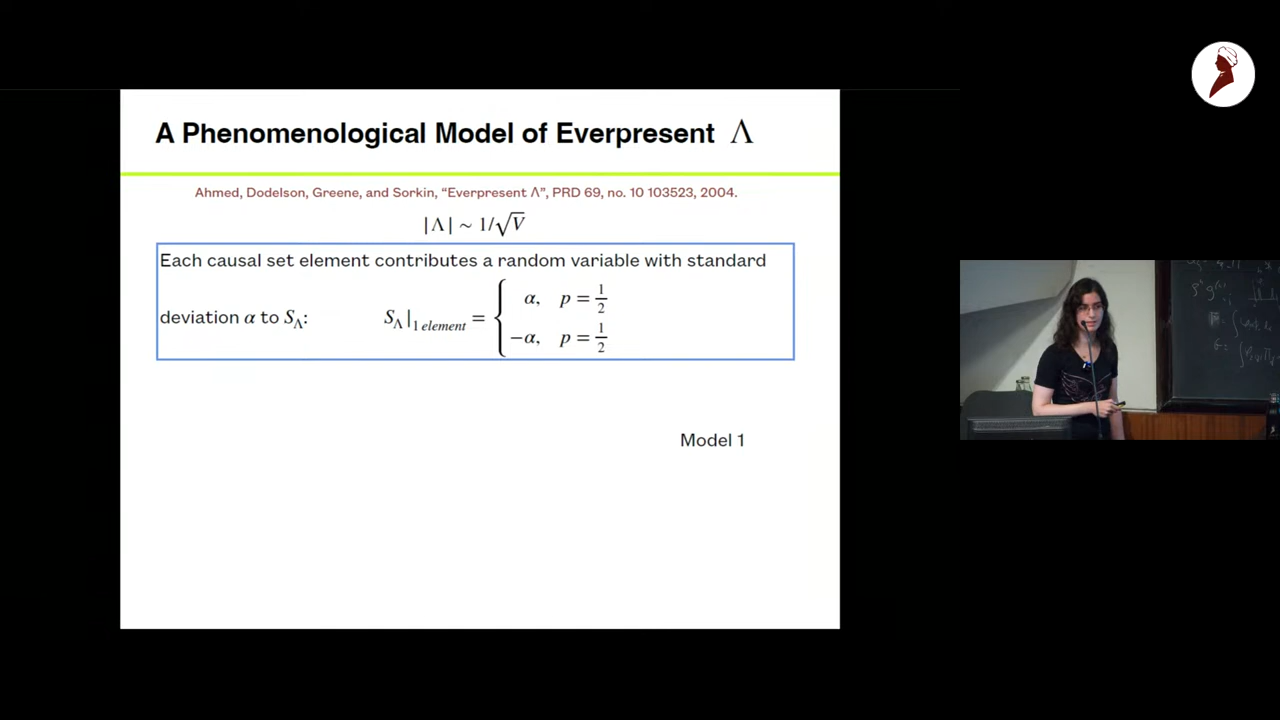 A Phenomenological Model of Everpresent Λ
Ahmed, Dodelson, Greene, and Sorkin, “Everpresent Λ”, PRD 69, no. 10 103523, 2004.
|Λ| ∼ 1/√V
Each causal set element contributes a random variable with standard
deviation α to S_Λ: S_Λ|_{1 element} = { α, p = 1/2
−α, p = 1/2
Model 1